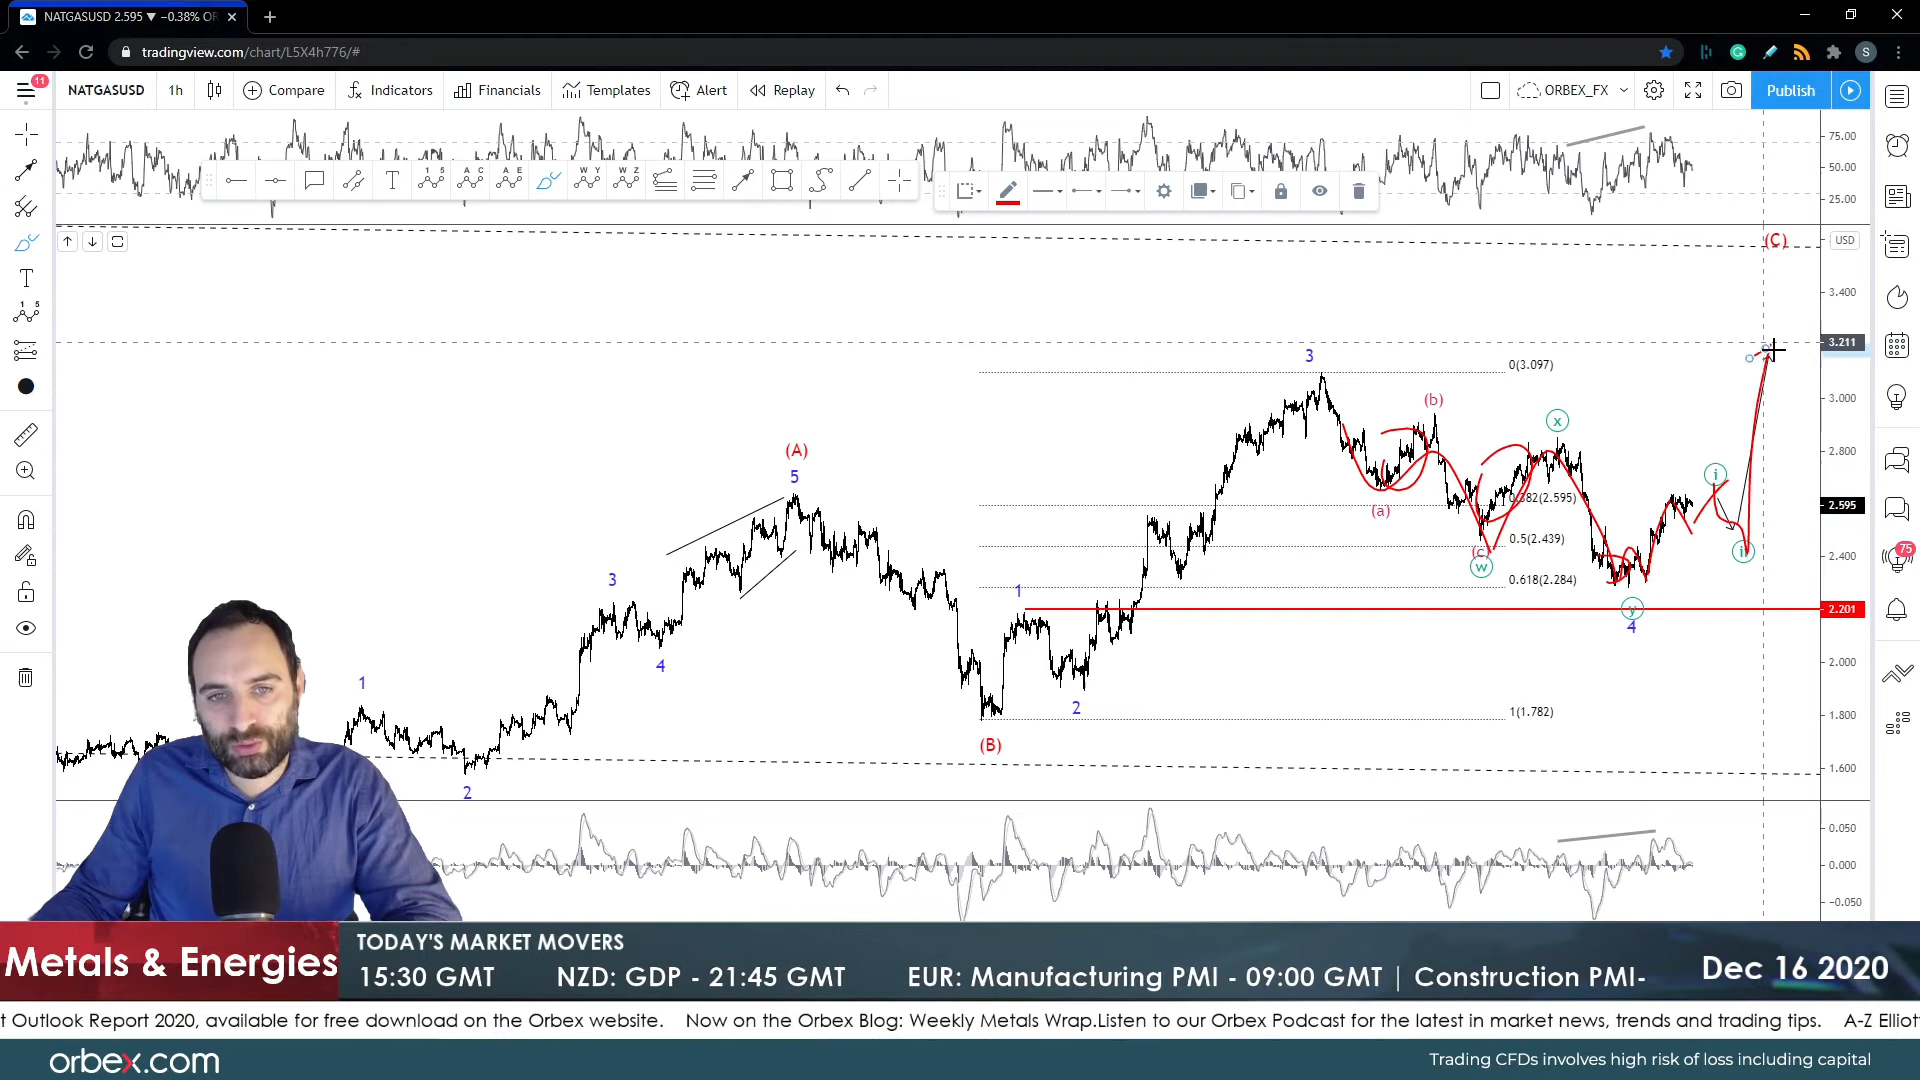 NATGASUSD 2.595 ▼ −0.38% OR
tradingview.com/chart/L5X4h776/#
11
NATGASUSD
1h
Compare
Indicators
Financials
Templates
Alert
Replay
ORBEX_FX
Publish
S
75.00
50.00
25.00
USD
(C)
3.400
3.211
3.000
2.800
2.595
2.400
2.201
2.000
1.800
1.600
0.050
0.000
−0.050
1
2
3
4
(A)
5
(B)
1
2
3
0(3.097)
0.382(2.595)
0.5(2.439)
0.618(2.284)
1(1.782)
(a)
(b)
(c)
w
x
y
4
i
75
Metals & Energies
TODAY'S MARKET MOVERS
15:30 GMT NZD: GDP - 21:45 GMT EUR: Manufacturing PMI - 09:00 GMT | Construction PMI-
Dec 16 2020
t Outlook Report 2020, available for free download on the Orbex website. Now on the Orbex Blog: Weekly Metals Wrap.Listen to our Orbex Podcast for the latest in market news, trends and trading tips. A-Z Elliott
orbex.com
Trading CFDs involves high risk of loss including capital